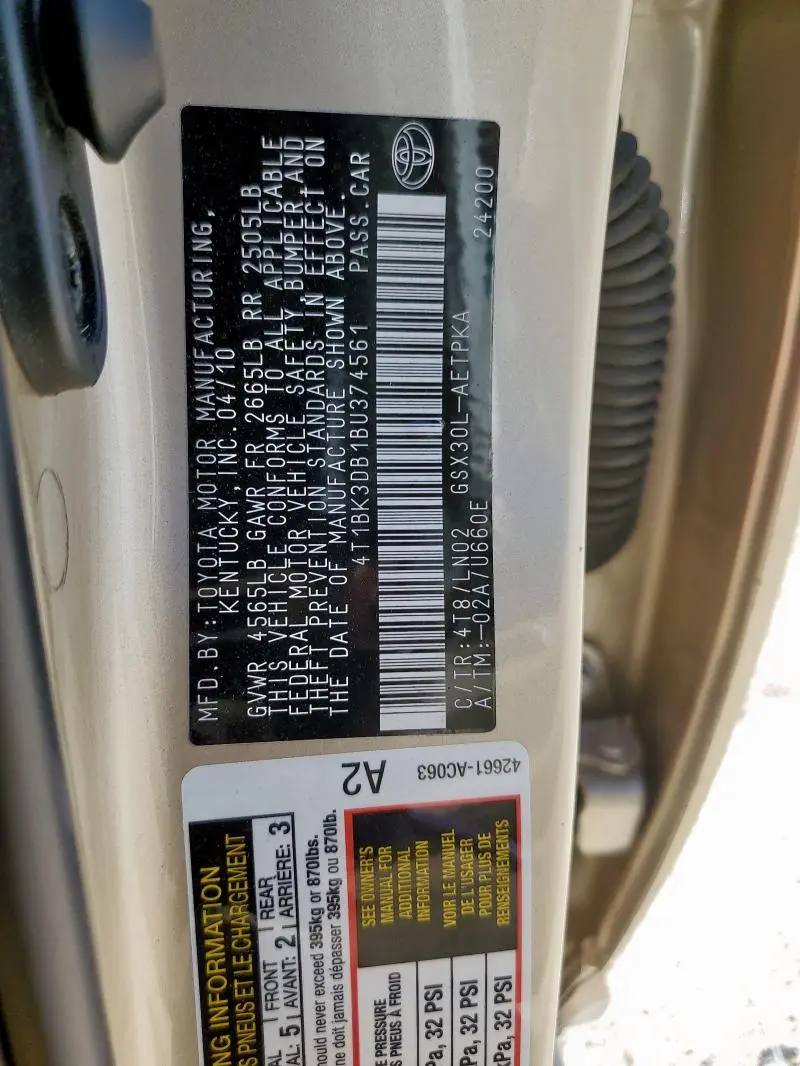 MFD. BY: TOYOTA MOTOR MANUFACTURING,
KENTUCKY, INC. 04/10
GVWR 4565LB GAWR FR 2665LB RR 2505LB
THIS VEHICLE CONFORMS TO ALL APPLICABLE
FEDERAL MOTOR VEHICLE SAFETY, BUMPER, AND
THEFT PREVENTION STANDARDS IN EFFECT ON
THE DATE OF MANUFACTURE SHOWN ABOVE.
4T1BK3DB1BU374561 PASS. CAR
C/TR: 4T8/LN02 GSX30L-AETPKA 24200
A/TM: -02A/U660E
NG INFORMATION
S PNEUS ET LE CHARGEMENT
AL FRONT REAR
AL: 5 AVANT: 2 ARRIÈRE: 3
hould never exceed 395kg or 870lbs.
ne doit jamais dépasser 395kg ou 870lb.
E PRESSURE
S PNEUS À FROID
Pa, 32 PSI
Pa, 32 PSI
kPa, 32 PSI
SEE OWNER'S
MANUAL FOR
ADDITIONAL
INFORMATION
VOIR LE MANUEL
DE L'USAGER
POUR PLUS DE
RENSEIGNEMENTS
A2
42661-AC063